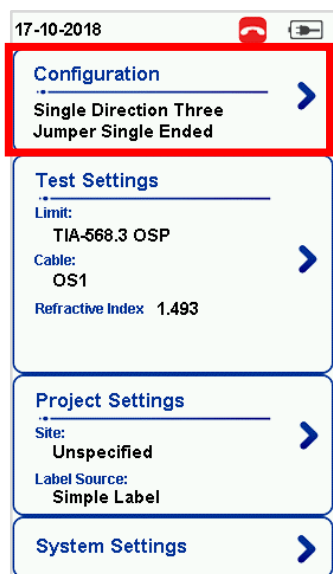 17-10-2018
Configuration
Single Direction Three
Jumper Single Ended
Test Settings
Limit:
TIA-568.3 OSP
Cable:
OS1
Refractive Index 1.493
Project Settings
Site:
Unspecified
Label Source:
Simple Label
System Settings